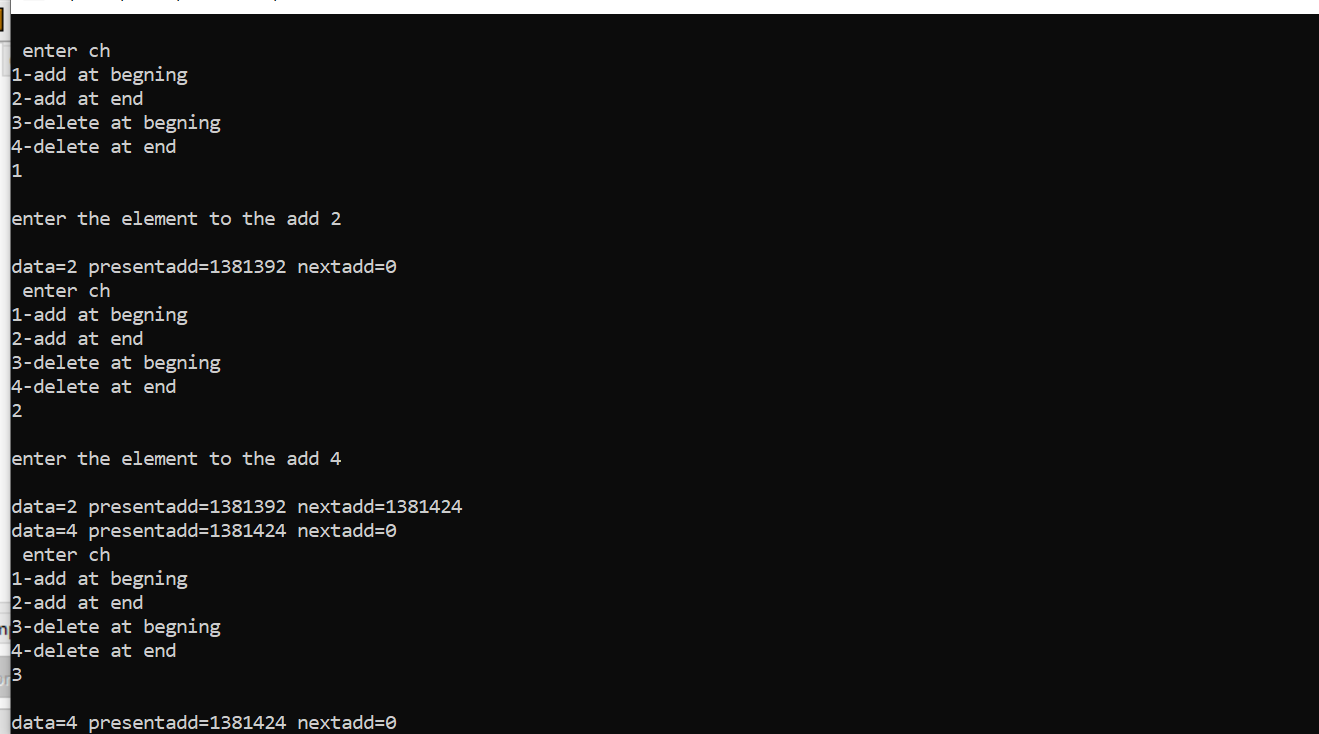 enter ch
1-add at begning
2-add at end
3-delete at begning
4-delete at end
1
enter the element to the add 2
data=2 presentadd=1381392 nextadd=0
enter ch
1-add at begning
2-add at end
3-delete at begning
4-delete at end
2
enter the element to the add 4
data=2 presentadd=1381392 nextadd=1381424
data=4 presentadd=1381424 nextadd=0
enter ch
1-add at begning
2-add at end
3-delete at begning
4-delete at end
3
data=4 presentadd=1381424 nextadd=0